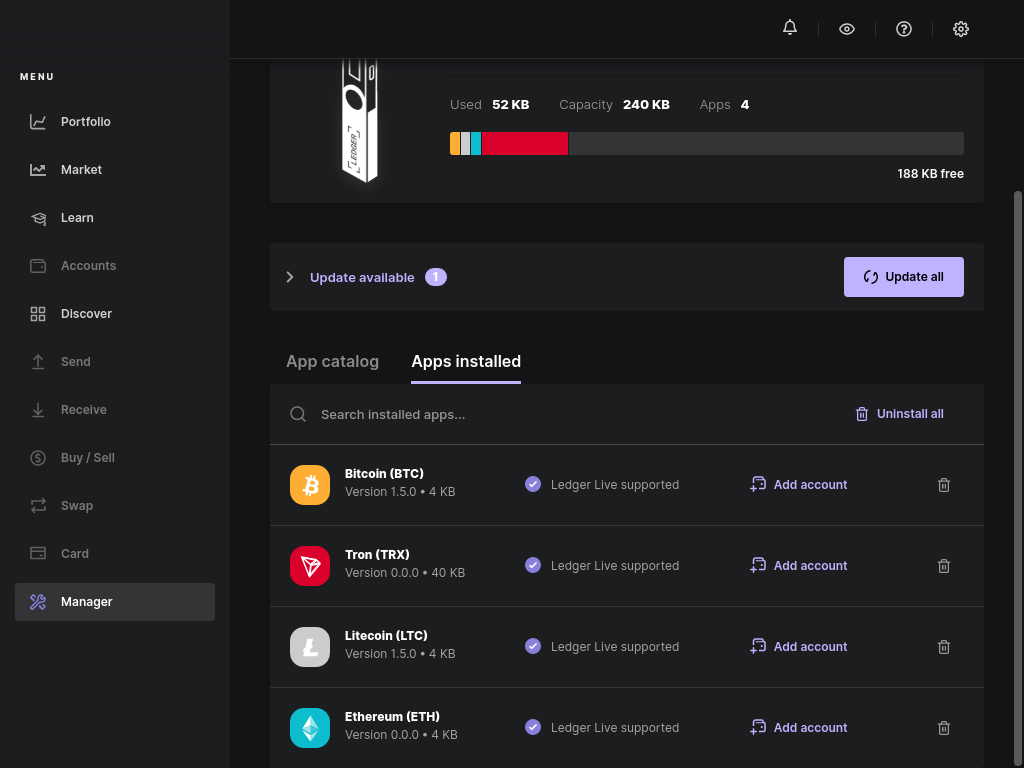 MENU
Portfolio
Market
Learn
Accounts
Discover
Send
Receive
Buy / Sell
Swap
Card
Manager
LEDGER
Used 52 KB Capacity 240 KB Apps 4
188 KB free
Update available 1
Update all
App catalog Apps installed
Search installed apps...
Uninstall all
Bitcoin (BTC)
Version 1.5.0 • 4 KB
Ledger Live supported
Add account
Tron (TRX)
Version 0.0.0 • 40 KB
Ledger Live supported
Add account
Litecoin (LTC)
Version 1.5.0 • 4 KB
Ledger Live supported
Add account
Ethereum (ETH)
Version 0.0.0 • 4 KB
Ledger Live supported
Add account